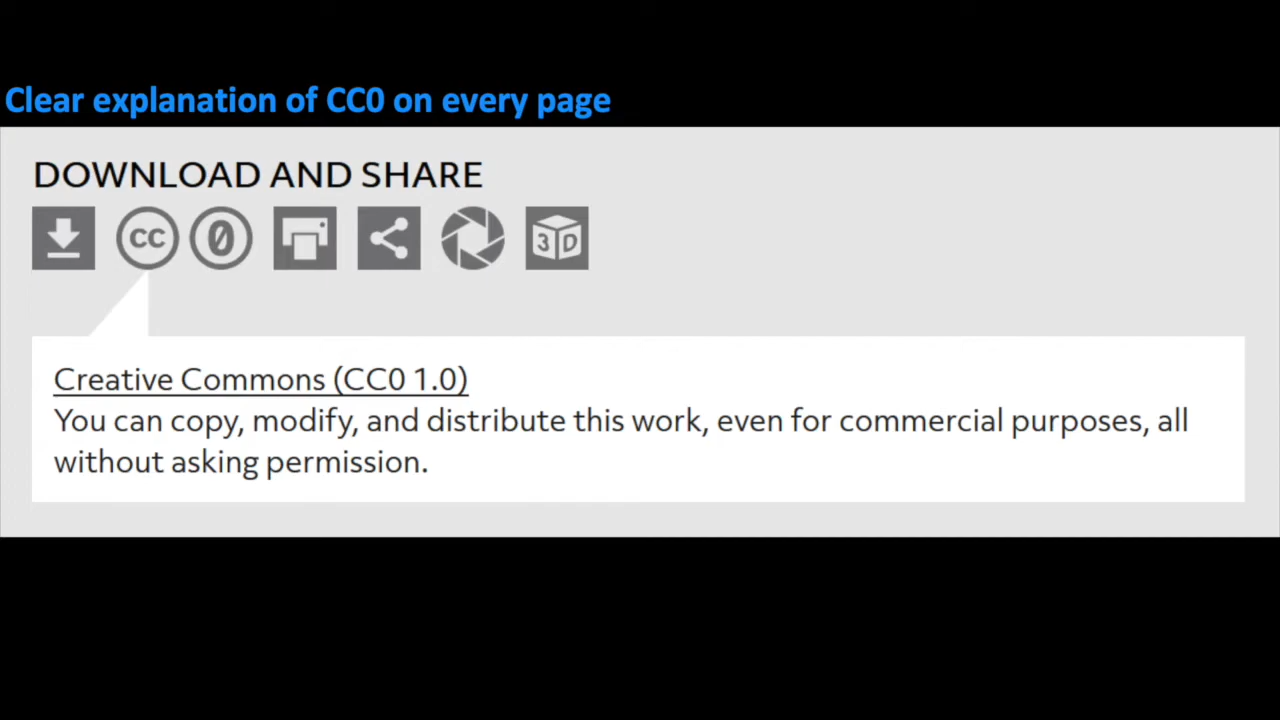 Clear explanation of CC0 on every page
DOWNLOAD AND SHARE
CC 0 3D
Creative Commons (CC0 1.0)
You can copy, modify, and distribute this work, even for commercial purposes, all
without asking permission.